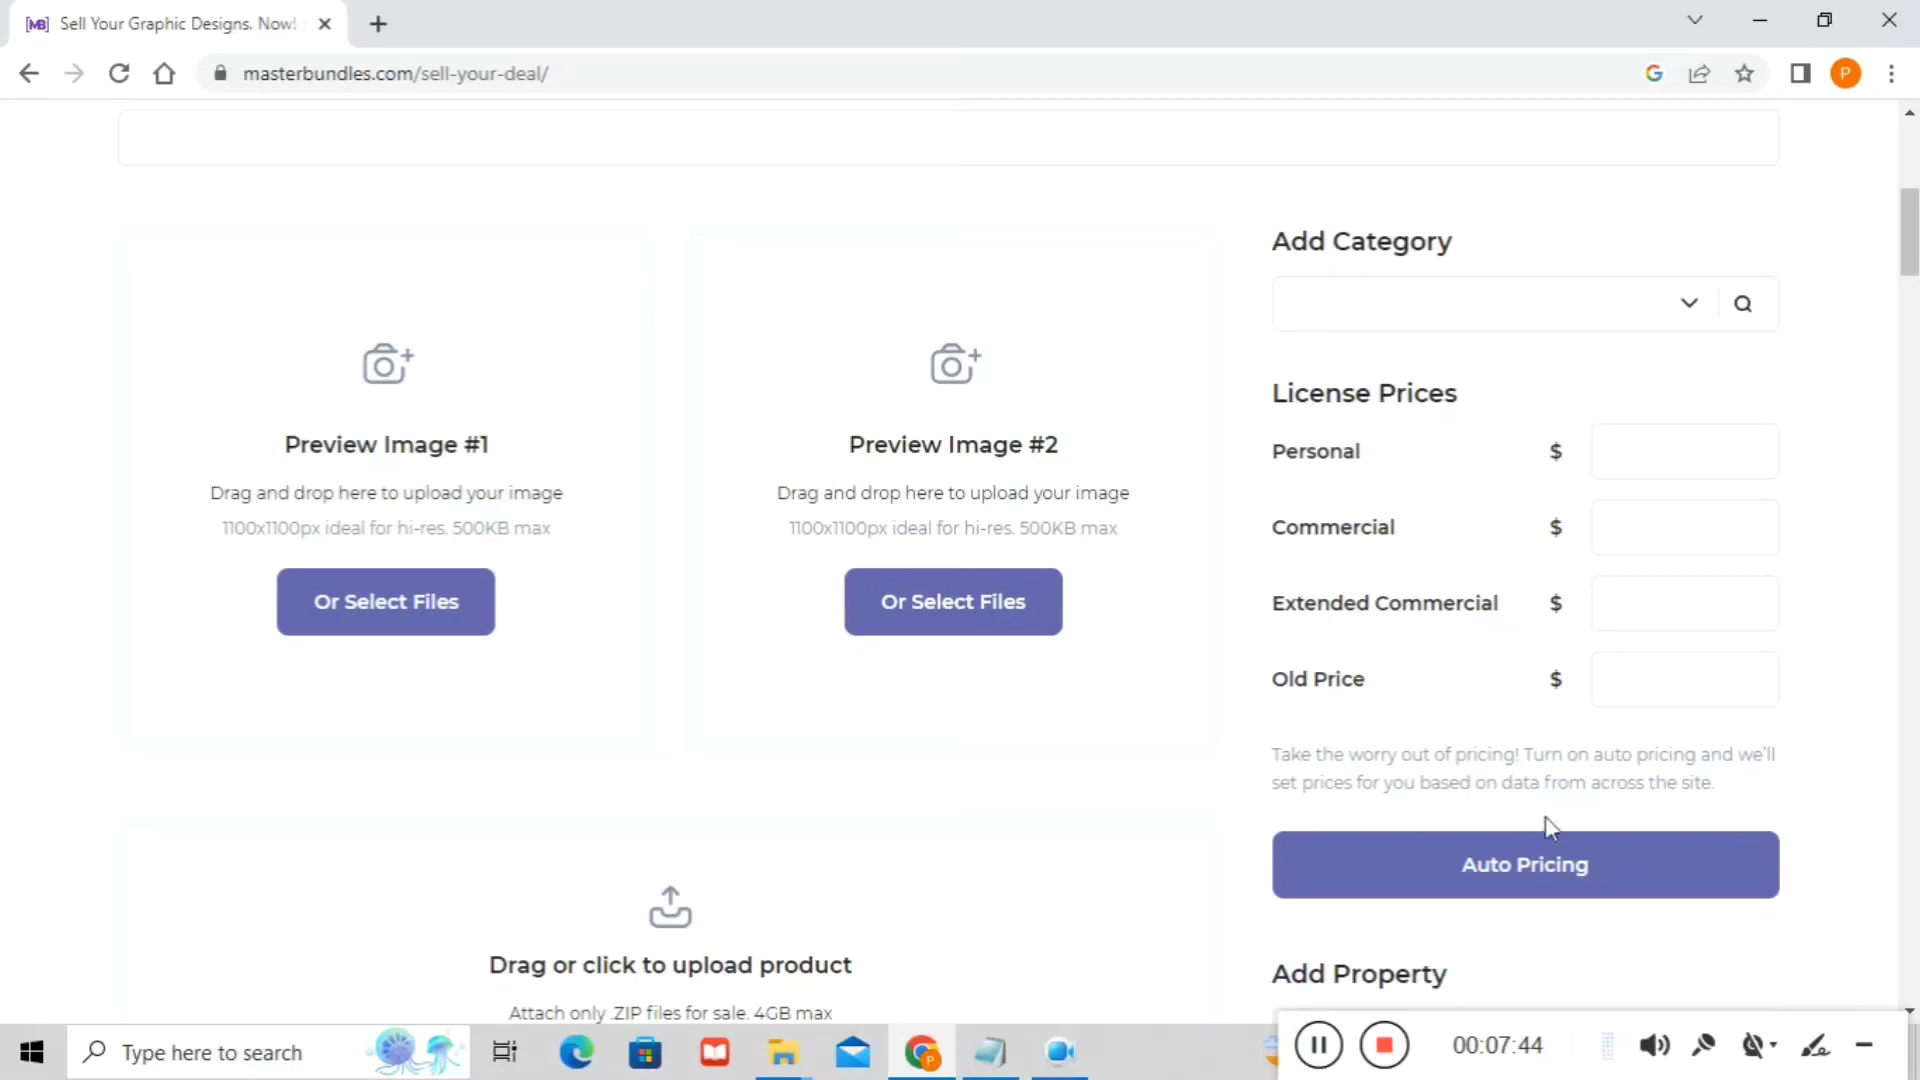 [MB] Sell Your Graphic Designs. Now!
masterbundles.com/sell-your-deal/
P
Add Category
License Prices
Preview Image #1
Drag and drop here to upload your image
1100x1100px ideal for hi-res. 500KB max
Or Select Files
Preview Image #2
Drag and drop here to upload your image
1100x1100px ideal for hi-res. 500KB max
Or Select Files
Personal $
Commercial $
Extended Commercial $
Old Price $
Take the worry out of pricing! Turn on auto pricing and we'll
set prices for you based on data from across the site.
Auto Pricing
Drag or click to upload product
Attach only .ZIP files for sale. 4GB max
Add Property
Type here to search
P
00:07:44